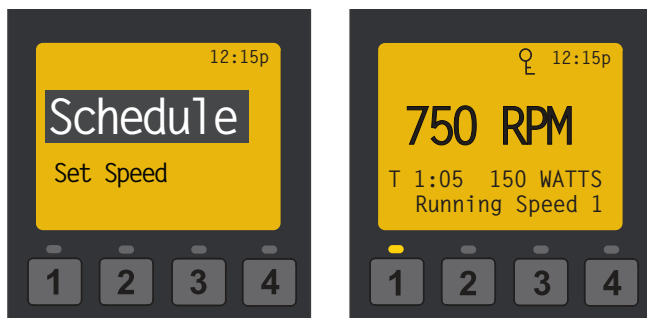 12:15p
Schedule
Set Speed
1 2 3 4
12:15p
750 RPM
T 1:05 150 WATTS
Running Speed 1
1 2 3 4